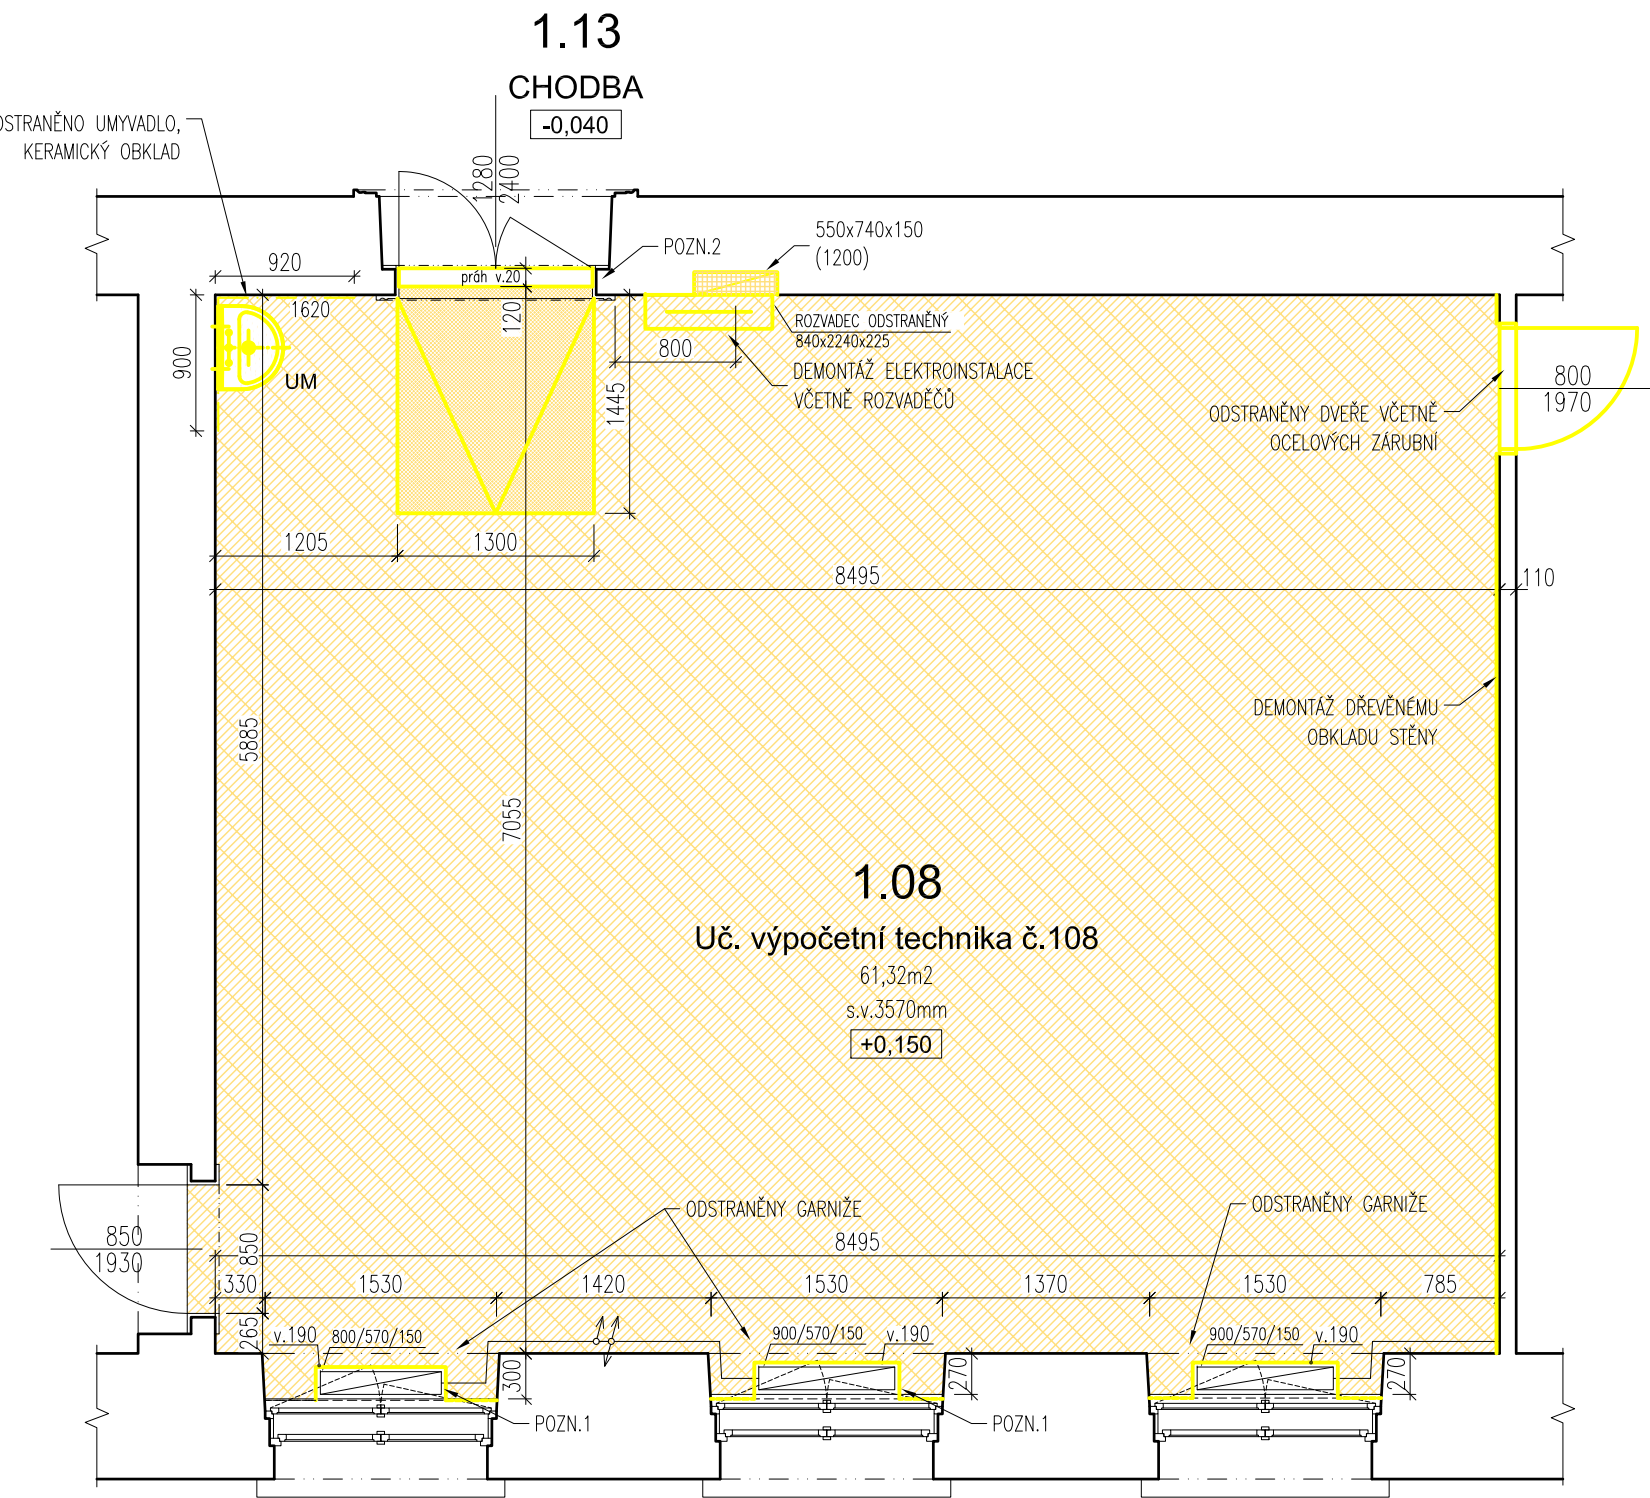 1.13
CHODBA
-0,040
ODSTRANĚNO UMYVADLO,
KERAMICKÝ OBKLAD
1280
2400
550x740x150
(1200)
POZN.2
920
práh v.20
1620
120
ROZVADEC ODSTRANĚNÝ
840x2240x225
800
DEMONTÁŽ ELEKTROINSTALACE
VČETNĚ ROZVADĚČŮ
900
UM
1445
800
1970
ODSTRANĚNY DVEŘE VČETNĚ
OCELOVÝCH ZÁRUBNÍ
1205
1300
8495
110
DEMONTÁŽ DŘEVĚNÉMU
OBKLADU STĚNY
5885
7055
1.08
Uč. výpočetní technika č.108
61,32m2
s.v.3570mm
+0,150
ODSTRANĚNY GARNIŽE
ODSTRANĚNY GARNIŽE
850
1930
850
8495
330
1530
1420
1530
1370
1530
785
265
v.190
800/570/150
900/570/150
v.190
900/570/150
v.190
300
270
270
POZN.1
POZN.1